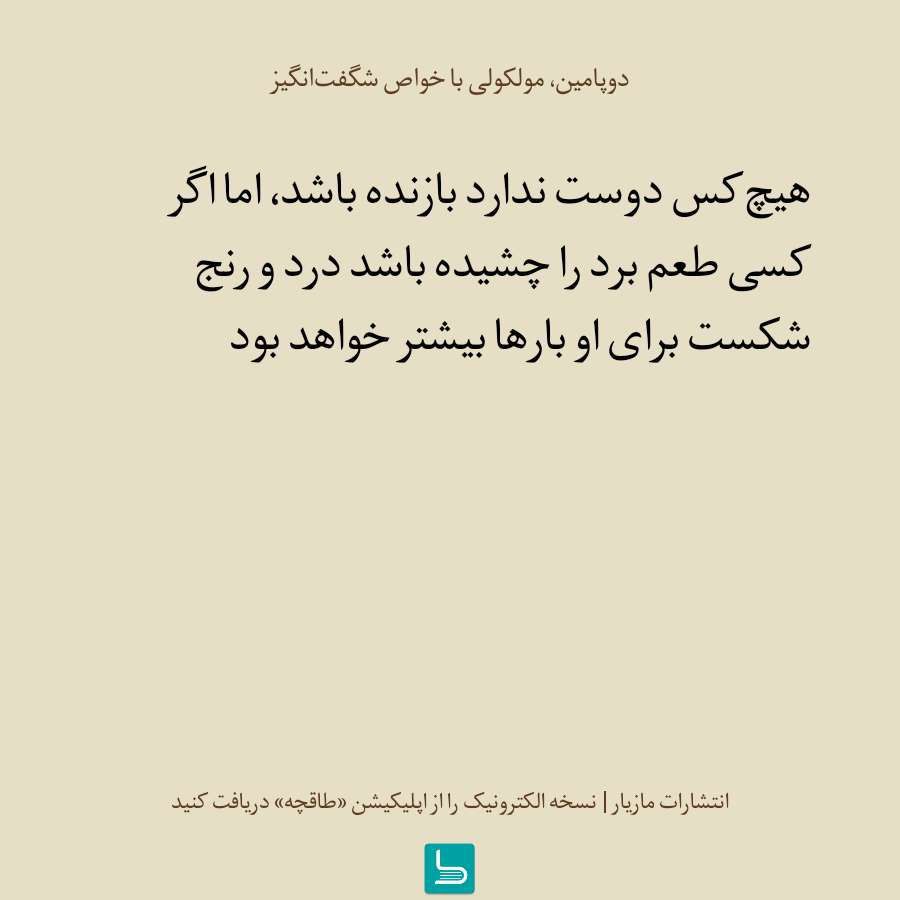 دوپامین، مولکولی با خواص شگفت‌انگیز
هیچ‌کس دوست ندارد بازنده باشد، اما اگر
کسی طعم برد را چشیده باشد درد و رنج
شکست برای او بارها بیشتر خواهد بود
انتشارات مازیار | نسخه الکترونیک را از اپلیکیشن «طاقچه» دریافت کنید